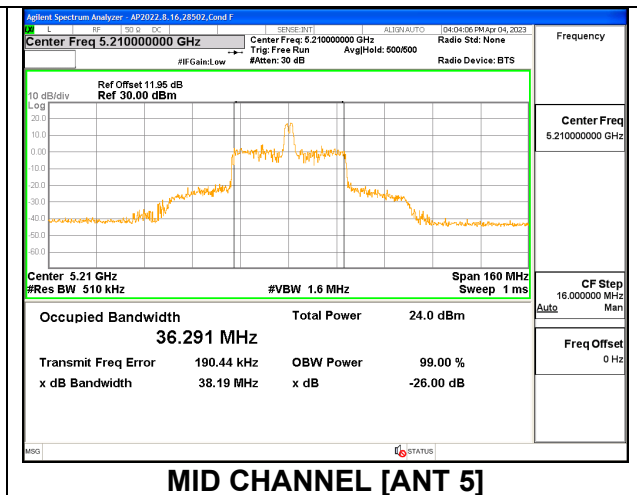 Agilent Spectrum Analyzer - AP2022.8.16,28502,Cond F
L RF 50 Ω DC SENSE:INT ALIGNAUTO 04:04:06 PM Apr 04, 2023
Center Freq 5.210000000 GHz Center Freq: 5.210000000 GHz Radio Std: None
Trig: Free Run Avg|Hold: 500/500
#IFGain:Low #Atten: 30 dB Radio Device: BTS
Frequency
Ref Offset 11.95 dB
10 dB/div Ref 30.00 dBm
Log
20.0
10.0
0.00
-10.0
-20.0
-30.0
-40.0
-50.0
-60.0
Center Freq
5.210000000 GHz
Center 5.21 GHz Span 160 MHz
#Res BW 510 kHz #VBW 1.6 MHz Sweep 1 ms
CF Step
16.000000 MHz
Auto Man
Occupied Bandwidth Total Power 24.0 dBm
36.291 MHz
Transmit Freq Error 190.44 kHz OBW Power 99.00 %
x dB Bandwidth 38.19 MHz x dB -26.00 dB
Freq Offset
0 Hz
MSG STATUS
MID CHANNEL [ANT 5]